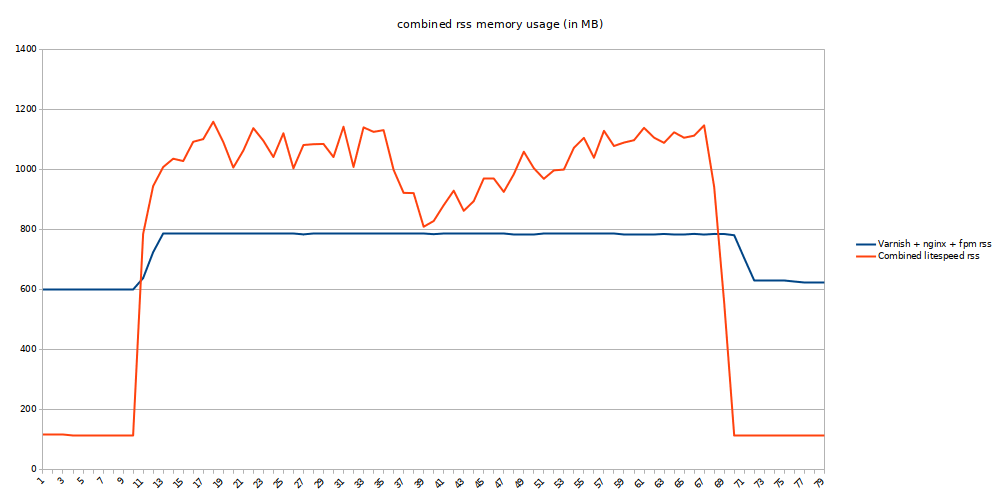 combined rss memory usage (in MB)
1400
1200
1000
800
600
400
200
0
1 3 5 7 9 11 13 15 17 19 21 23 25 27 29 31 33 35 37 39 41 43 45 47 49 51 53 55 57 59 61 63 65 67 69 71 73 75 77 79
Varnish + nginx + fpm rss
Combined litespeed rss